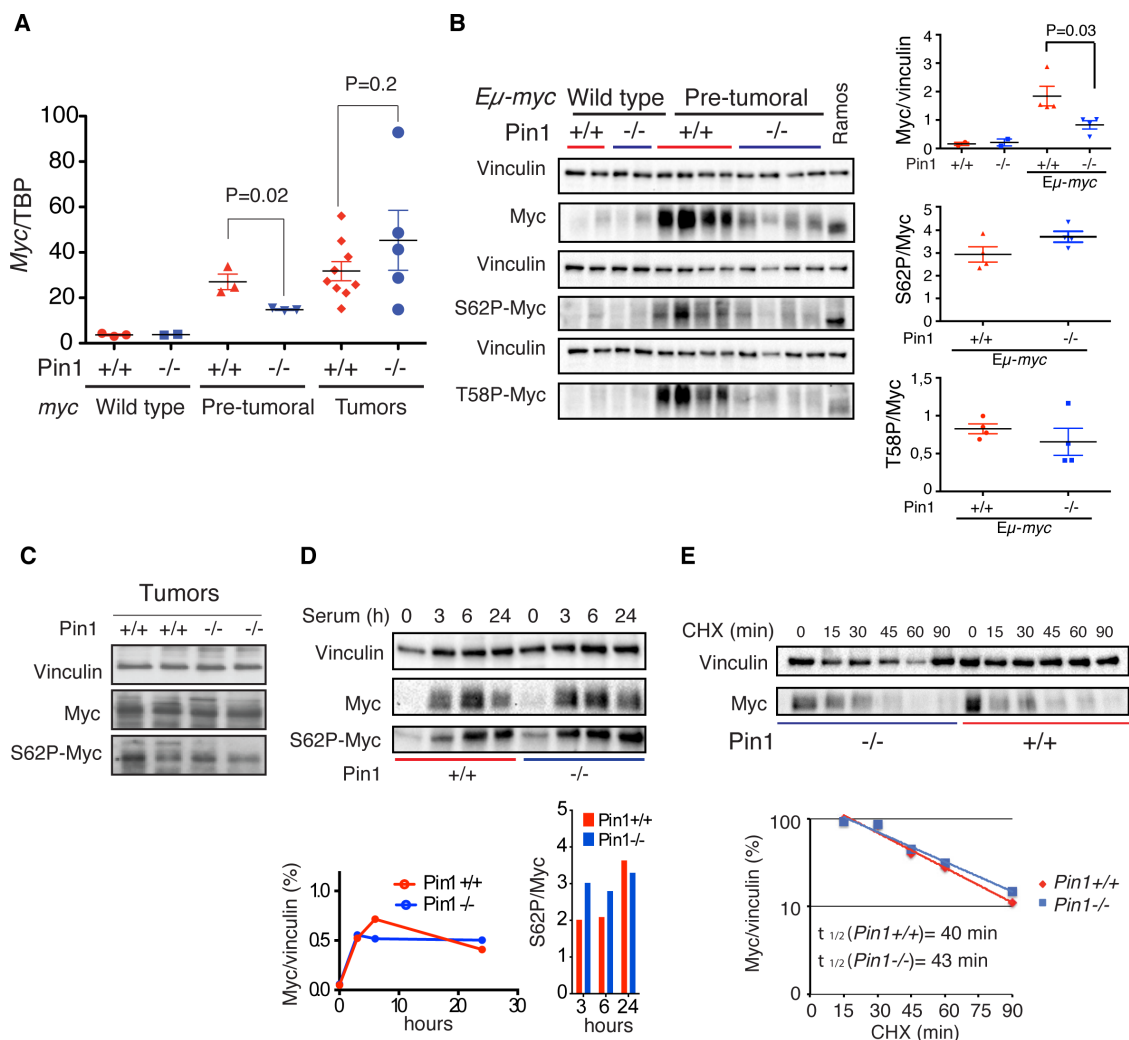 A
Myc/TBP
100
80
60
40
20
0
P=0.02
P=0.2
Pin1 +/+ -/- +/+ -/- +/+ -/-
myc Wild type Pre-tumoral Tumors
B
Eμ-myc Wild type Pre-tumoral Ramos
Pin1 +/+ -/- +/+ -/-
Vinculin
Myc
Vinculin
S62P-Myc
Vinculin
T58P-Myc
P=0.03
Myc/vinculin
4
3
2
1
0
Pin1 +/+ -/- +/+ -/-
Eμ-myc
S62P/Myc
5
4
3
2
1
0
Pin1 +/+ -/-
Eμ-myc
T58P/Myc
1,5
1
0,5
0
Pin1 +/+ -/-
Eμ-myc
C
Tumors
Pin1 +/+ +/+ -/- -/-
Vinculin
Myc
S62P-Myc
D
Serum (h) 0 3 6 24 0 3 6 24
Vinculin
Myc
S62P-Myc
Pin1 +/+ -/-
Myc/vinculin (%)
1.0
0.5
0.0
0 10 20 30
hours
Pin1 +/+
Pin1 -/-
S62P/Myc
5
4
3
2
1
0
3 6 24
hours
Pin1+/+
Pin1-/-
E
CHX (min) 0 15 30 45 60 90 0 15 30 45 60 90
Vinculin
Myc
Pin1 -/- +/+
Myc/vinculin (%)
100
10
0
0 15 30 45 60 75 90
CHX (min)
t 1/2 (Pin1+/+)= 40 min
t 1/2 (Pin1-/-)= 43 min
Pin1+/+
Pin1-/-